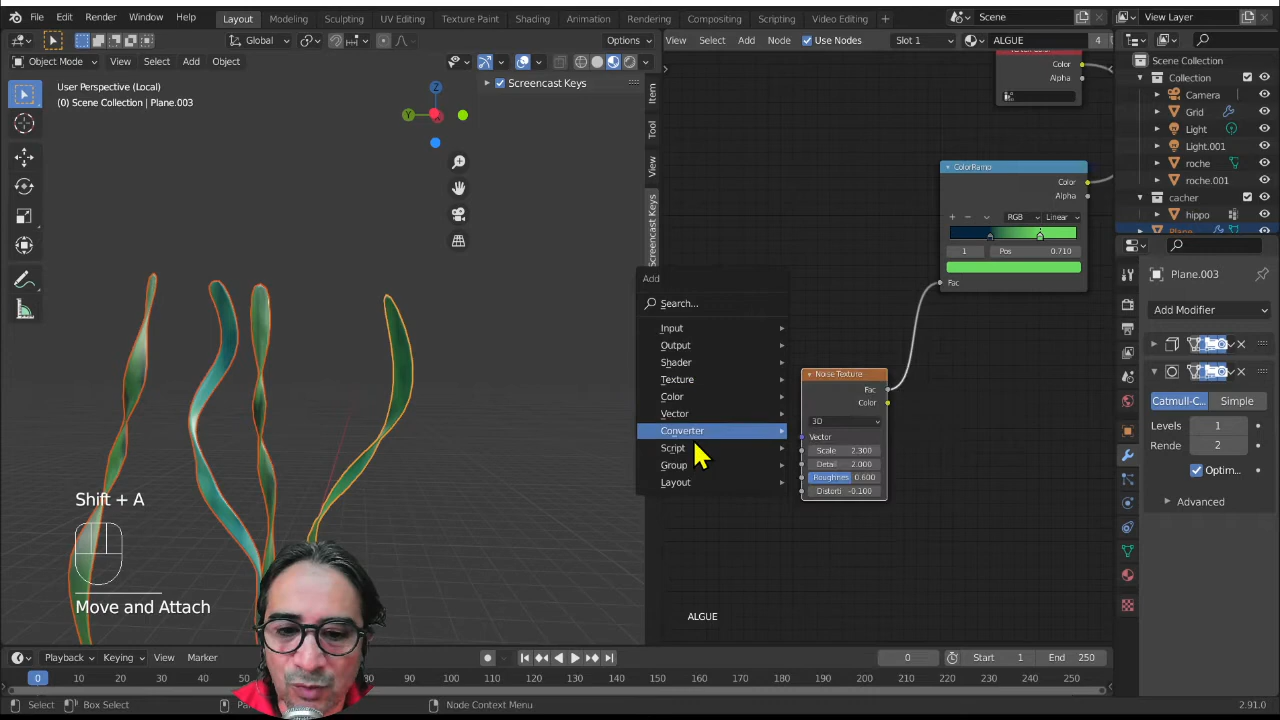 File Edit Render Window Help Layout Modeling Sculpting UV Editing Texture Paint Shading Animation Rendering Compositing Scripting Video Editing + Scene View Layer
Global Options View Select Add Node Use Nodes Slot 1 ALGUE 4
Object Mode View Select Add Object
User Perspective (Local)
(0) Scene Collection | Plane.003
Screencast Keys
Y
Z
Item
Tool
View
Screencast Keys
Color
Alpha
ColorRamp
Color
Alpha
+ − RGB Linear
1 Pos 0.710
Fac
Add
Search...
Input
Output
Shader
Texture
Color
Vector
Converter
Script
Group
Layout
Noise Texture
Fac
Color
3D
Vector
Scale 2.300
Detail 2.000
Roughness 0.600
Distorti -0.100
ALGUE
Shift + A
Move and Attach
Scene Collection
Collection
Camera
Grid
Light
Light.001
roche
roche.001
cacher
hippo
Plane.003
Add Modifier
Catmull-C... Simple
Levels 1
Rende 2
Optim...
Advanced
Playback Keying View Marker 0 Start 1 End 250
0 10 20 30 40 50 70 80 90 100 110 120 130 140 150 160 170 180 190 200 210 220 230 240 250
Select Box Select Node Context Menu 2.91.0